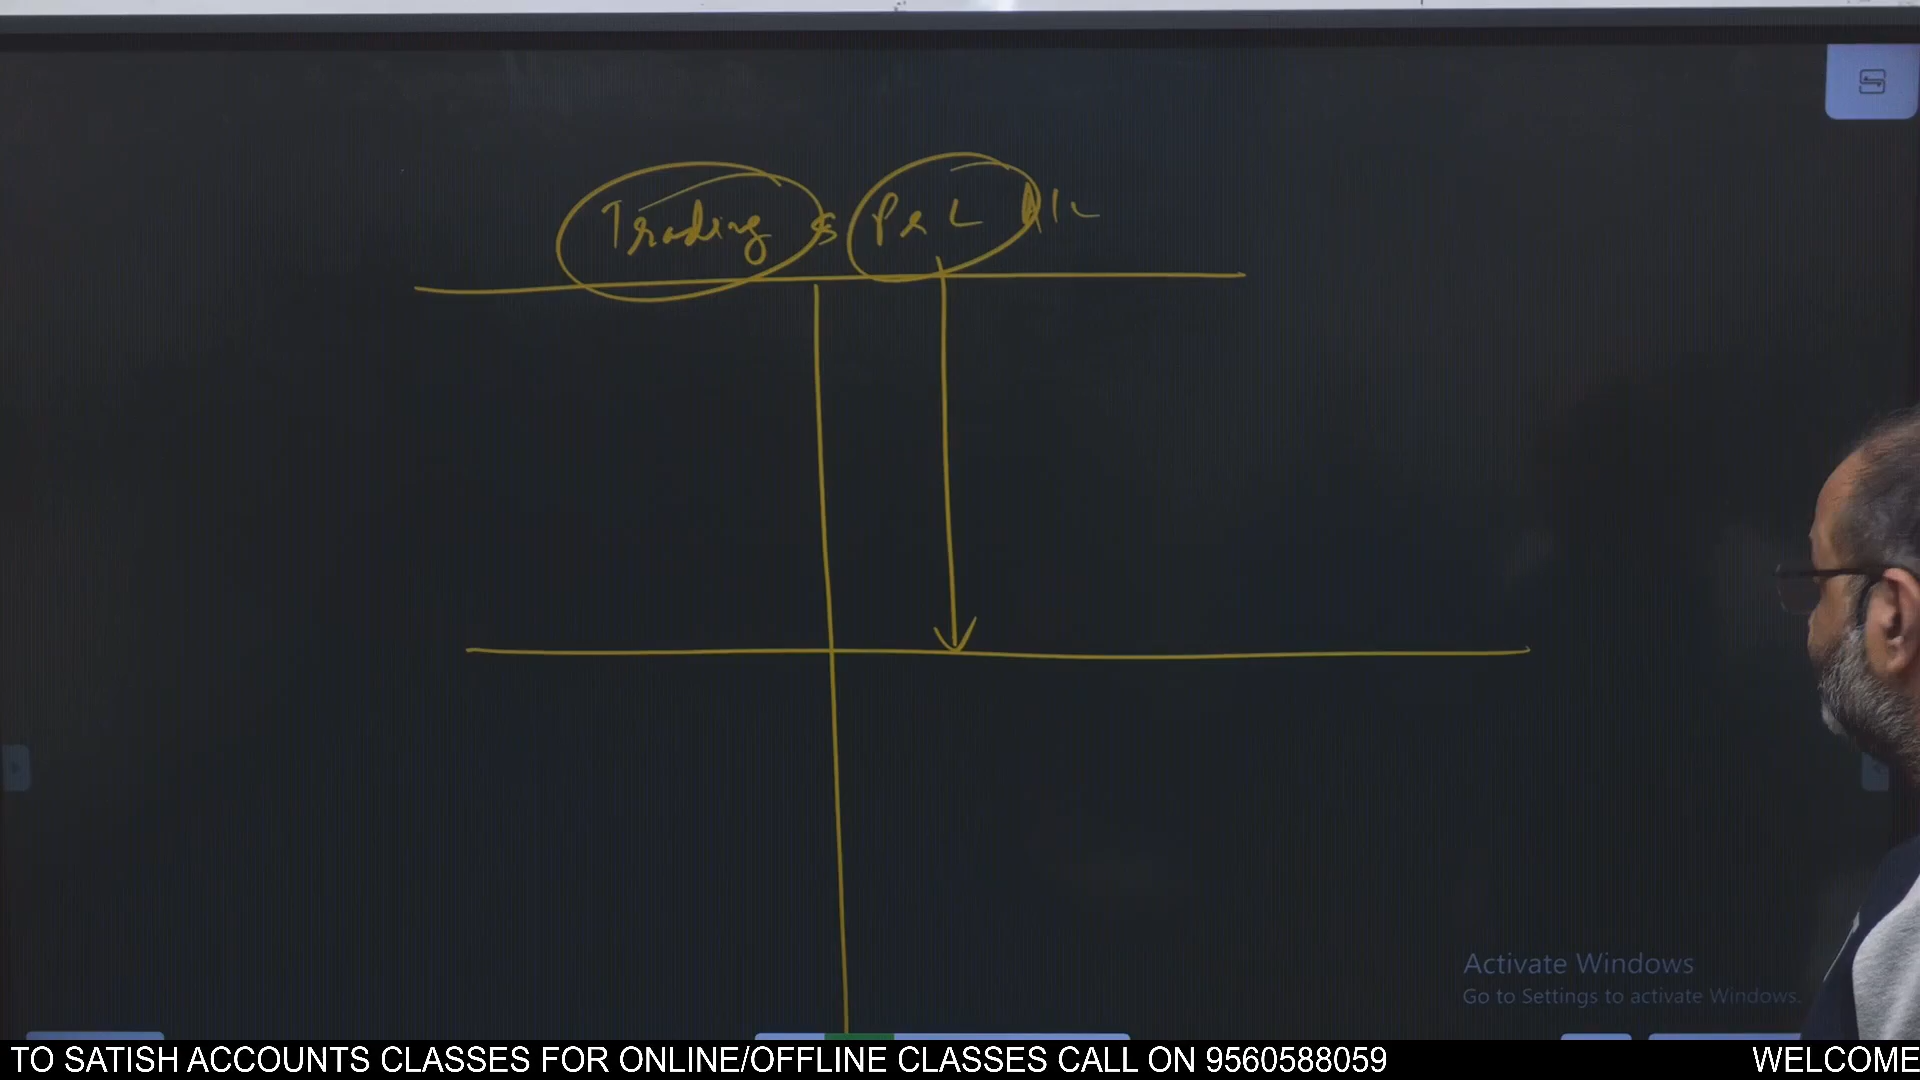 Trading & P & L A/c
Activate Windows
Go to Settings to activate Windows.
TO SATISH ACCOUNTS CLASSES FOR ONLINE/OFFLINE CLASSES CALL ON 9560588059 WELCOME